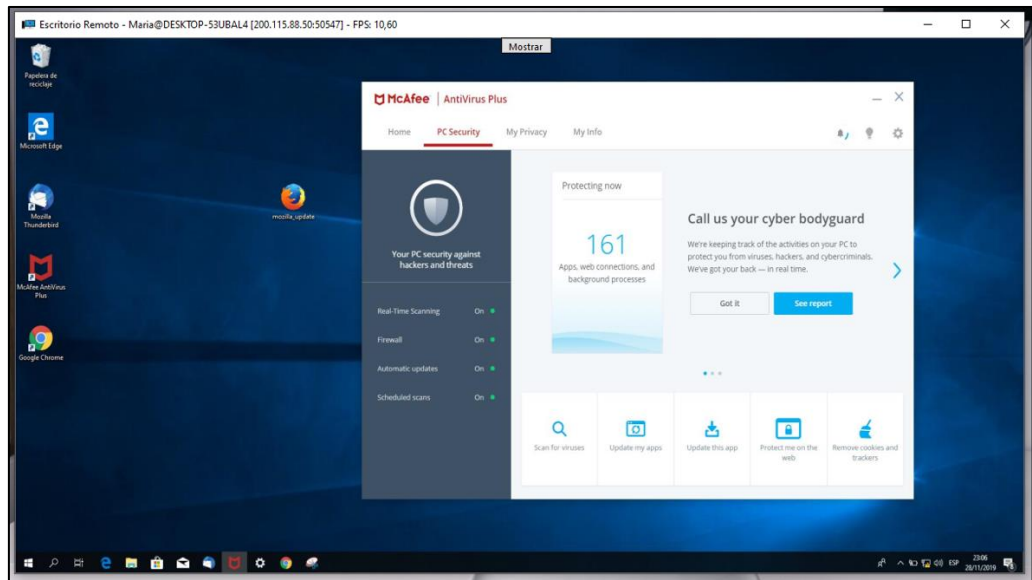 Escritorio Remoto - Maria@DESKTOP-53UBAL4 [200.115.88.50:50547] - FPS: 10,60
Mostrar
Papelera de
reciclaje
Microsoft Edge
Mozilla
Thunderbird
McAfee AntiVirus
Plus
Google Chrome
mozilla_update
McAfee | AntiVirus Plus
Home PC Security My Privacy My Info
Your PC security against
hackers and threats
Real-Time Scanning On
Firewall On
Automatic updates On
Scheduled scans On
Protecting now
161
Apps, web connections, and
background processes
Call us your cyber bodyguard
We're keeping track of the activities on your PC to
protect you from viruses, hackers, and cybercriminals.
We've got your back — in real time.
Got it See report
Scan for viruses
Update my apps
Update this app
Protect me on the
web
Remove cookies and
trackers
ESP
23:06
28/11/2019